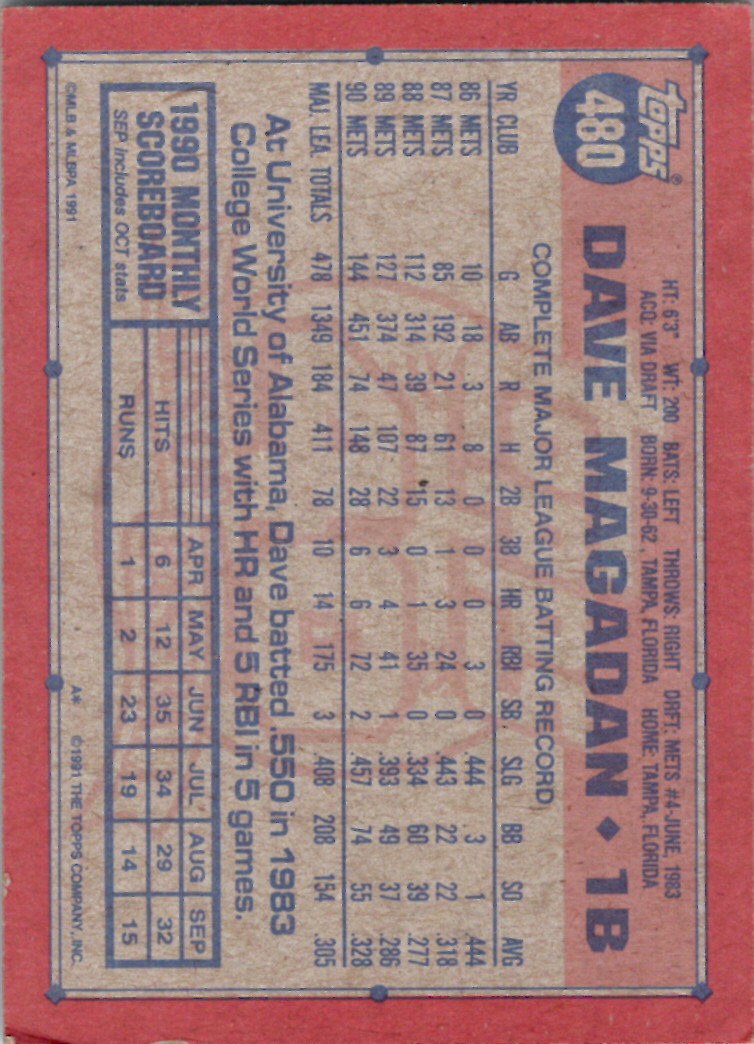 topps®
480
HT: 6'3" WT: 200 BATS: LEFT THROWS: RIGHT DRFT: METS #4-JUNE, 1983
ACQ: VIA DRAFT BORN: 9-30-62, TAMPA, FLORIDA HOME: TAMPA, FLORIDA
DAVE MAGADAN ◆ 1B
COMPLETE MAJOR LEAGUE BATTING RECORD
YR CLUB G AB R H 2B 3B HR RBI SB SLG BB SO AVG
86 METS 10 18 3 8 0 0 0 3 0 .444 3 1 .444
87 METS 85 192 21 61 13 1 3 24 0 .443 22 22 .318
88 METS 112 314 39 87 15 0 1 35 0 .334 60 39 .277
89 METS 127 374 47 107 22 3 4 41 1 .393 49 37 .286
90 METS 144 451 74 148 28 6 6 72 2 .457 74 55 .328
MAJ. LEA. TOTALS 478 1349 184 411 78 10 14 175 3 .408 208 154 .305
At University of Alabama, Dave batted .550 in 1983
College World Series with HR and 5 RBI in 5 games.
1990 MONTHLY
SCOREBOARD
SEP includes OCT stats
APR MAY JUN JUL AUG SEP
HITS 6 12 35 34 29 32
RUNS 1 2 23 19 14 15
©MLB & MLBPA 1991 A* ©1991 THE TOPPS COMPANY, INC.